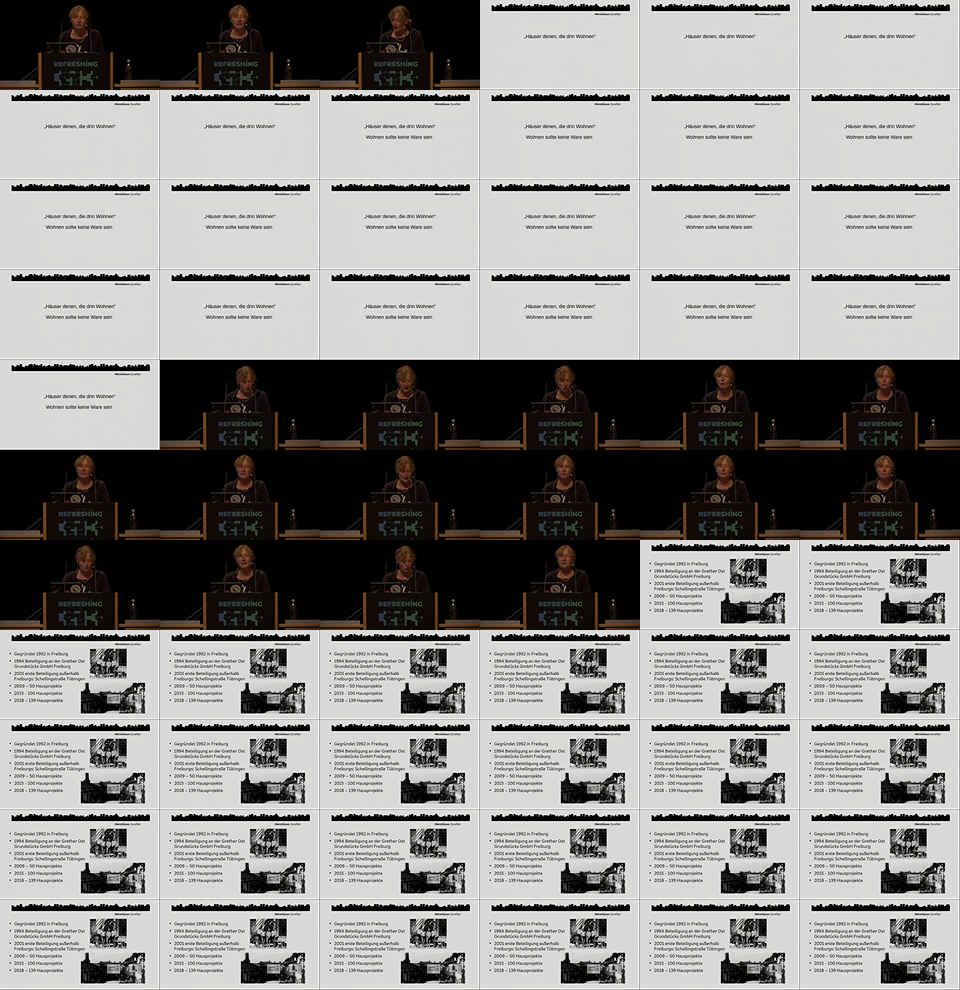 REFRESHING
Mietshäuser Syndikat
„Häuser denen, die drin Wohnen“
Wohnen sollte keine Ware sein
• Gegründet 1992 in Freiburg
• 1994 Beteiligung an der Grether Ost
Grundstücks GmbH Freiburg
• 2001 erste Beteiligung außerhalb
Freiburgs: Schellingstraße Tübingen
• 2009 – 50 Hausprojekte
• 2015 - 100 Hausprojekte
• 2018 – 139 Hausprojekte